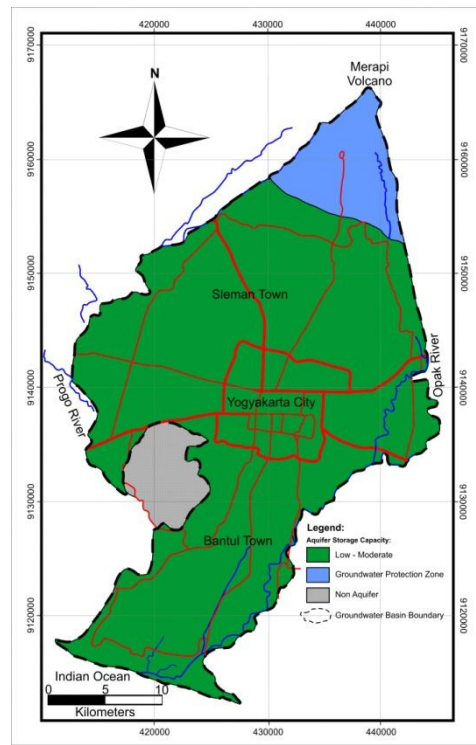 420000 430000 440000
9170000
9170000
Merapi
Volcano
N
9160000
9160000
9150000
9150000
Sleman Town
9140000
9140000
Opak River
Progo River
Yogyakarta City
9130000
9130000
Bantul Town
Legend:
Aquifer Storage Capacity:
Low - Moderate
Groundwater Protection Zone
Non Aquifer
Groundwater Basin Boundary
9120000
9120000
Indian Ocean
0 5 10
Kilometers
420000 430000 440000